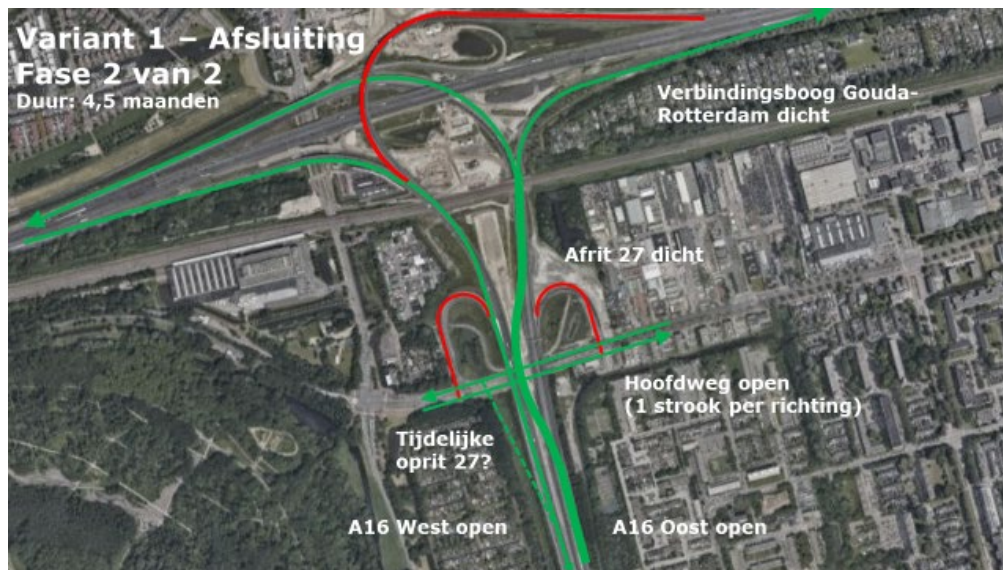 Variant 1 – Afsluiting
Fase 2 van 2
Duur: 4,5 maanden
Verbindingsboog Gouda-
Rotterdam dicht
Afrit 27 dicht
Hoofdweg open
(1 strook per richting)
Tijdelijke
oprit 27?
A16 West open
A16 Oost open